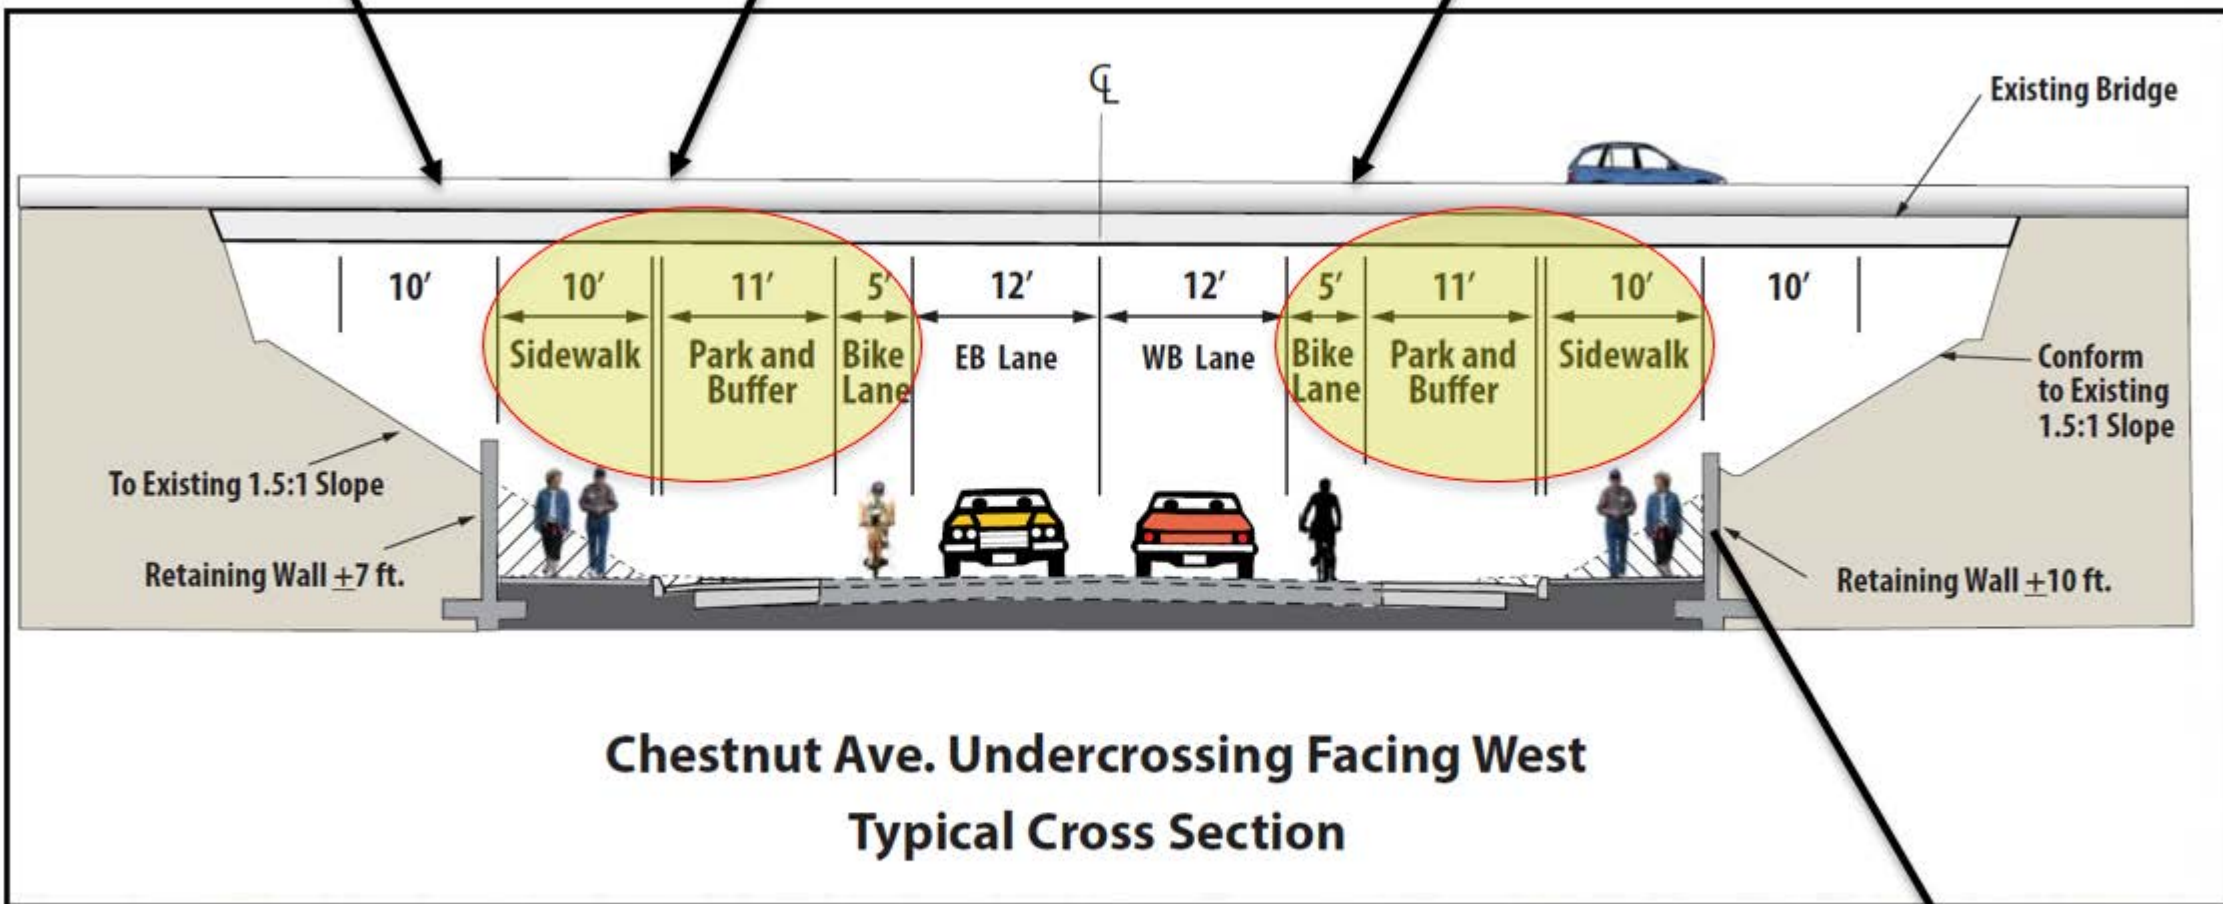 ℄
Existing Bridge
10′ 10′ 11′ 5′ 12′ 12′ 5′ 11′ 10′ 10′
Sidewalk
Park and
Buffer
Bike
Lane
EB Lane
WB Lane
Bike
Lane
Park and
Buffer
Sidewalk
Conform
to Existing
1.5:1 Slope
To Existing 1.5:1 Slope
Retaining Wall ±7 ft.
Retaining Wall ±10 ft.
Chestnut Ave. Undercrossing Facing West
Typical Cross Section